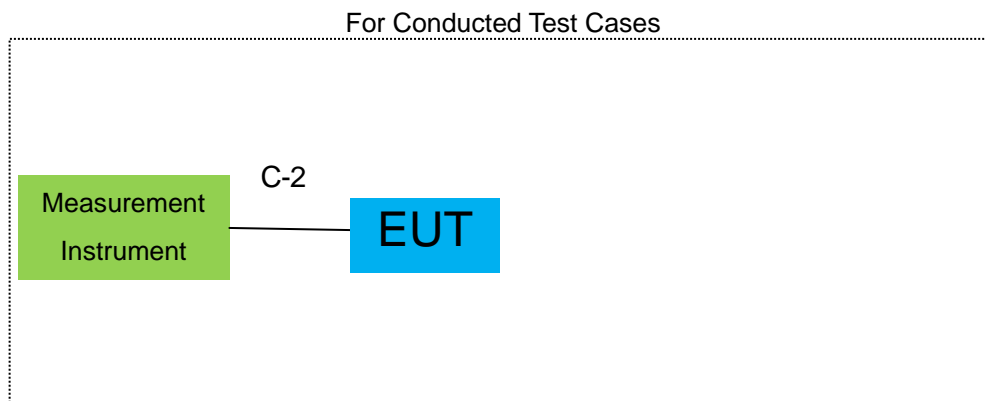 For Conducted Test Cases
C-2
Measurement
Instrument
EUT